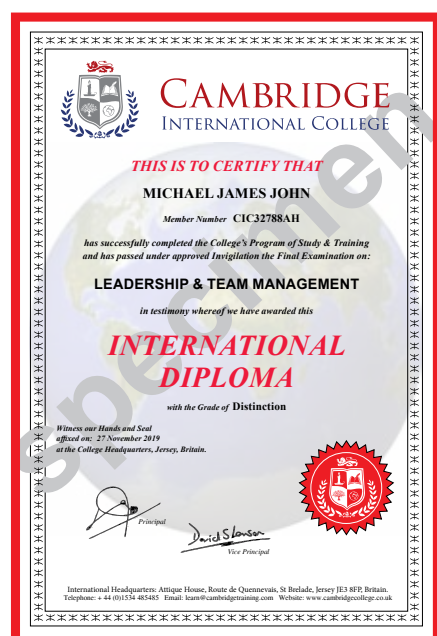 CAMBRIDGE
INTERNATIONAL COLLEGE
THIS IS TO CERTIFY THAT
MICHAEL JAMES JOHN
Member Number CIC32788AH
has successfully completed the College's Program of Study & Training
and has passed under approved Invigilation the Final Examination on:
LEADERSHIP & TEAM MANAGEMENT
in testimony whereof we have awarded this
INTERNATIONAL
DIPLOMA
with the Grade of Distinction
Witness our Hands and Seal
affixed on: 27 November 2019
at the College Headquarters, Jersey, Britain.
Principal
David S Lawson
Vice Principal
International Headquarters: Attique House, Route de Quennevais, St Brelade, Jersey JE3 8FP, Britain.
Telephone: + 44 (0)1534 485485 Email: learn@cambridgetraining.com Website: www.cambridgecollege.co.uk
specimen